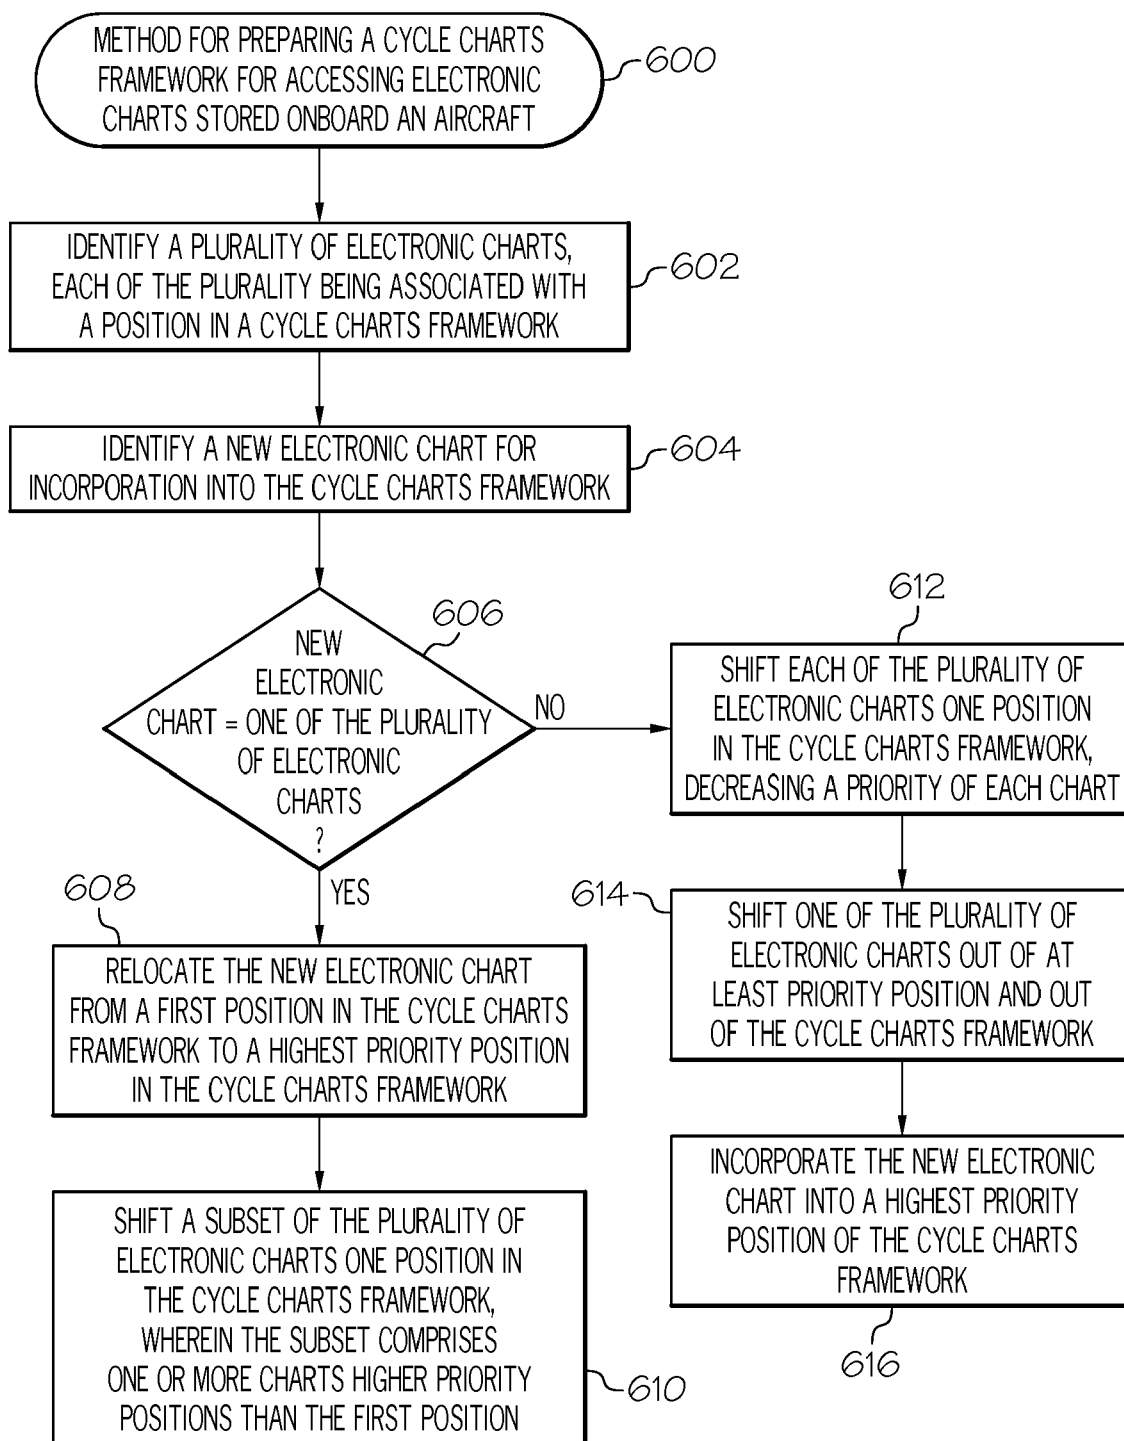 METHOD FOR PREPARING A CYCLE CHARTS
FRAMEWORK FOR ACCESSING ELECTRONIC
CHARTS STORED ONBOARD AN AIRCRAFT
600
IDENTIFY A PLURALITY OF ELECTRONIC CHARTS,
EACH OF THE PLURALITY BEING ASSOCIATED WITH
A POSITION IN A CYCLE CHARTS FRAMEWORK
602
IDENTIFY A NEW ELECTRONIC CHART FOR
INCORPORATION INTO THE CYCLE CHARTS FRAMEWORK
604
606
NEW
ELECTRONIC
CHART = ONE OF THE PLURALITY
OF ELECTRONIC
CHARTS
?
NO
YES
608
RELOCATE THE NEW ELECTRONIC CHART
FROM A FIRST POSITION IN THE CYCLE CHARTS
FRAMEWORK TO A HIGHEST PRIORITY POSITION
IN THE CYCLE CHARTS FRAMEWORK
SHIFT A SUBSET OF THE PLURALITY OF
ELECTRONIC CHARTS ONE POSITION IN
THE CYCLE CHARTS FRAMEWORK,
WHEREIN THE SUBSET COMPRISES
ONE OR MORE CHARTS HIGHER PRIORITY
POSITIONS THAN THE FIRST POSITION
610
612
SHIFT EACH OF THE PLURALITY OF
ELECTRONIC CHARTS ONE POSITION
IN THE CYCLE CHARTS FRAMEWORK,
DECREASING A PRIORITY OF EACH CHART
614
SHIFT ONE OF THE PLURALITY OF
ELECTRONIC CHARTS OUT OF AT
LEAST PRIORITY POSITION AND OUT
OF THE CYCLE CHARTS FRAMEWORK
INCORPORATE THE NEW ELECTRONIC
CHART INTO A HIGHEST PRIORITY
POSITION OF THE CYCLE CHARTS
FRAMEWORK
616